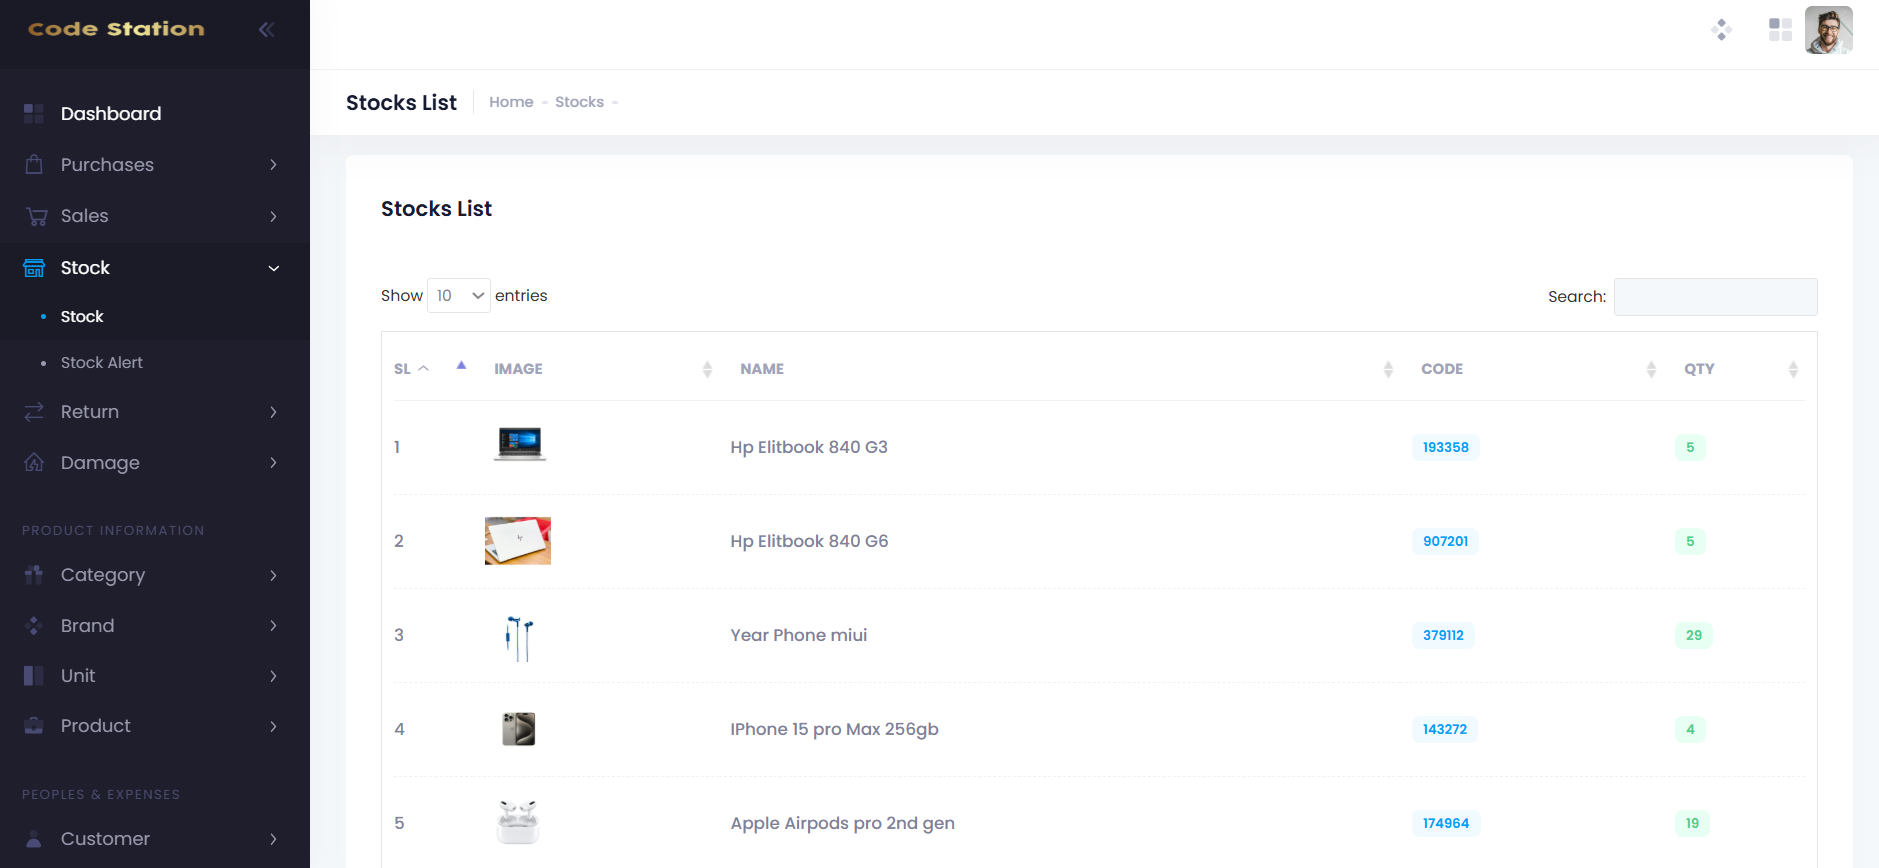 Code Station
Dashboard
Purchases
Sales
Stock
Stock
Stock Alert
Return
Damage
PRODUCT INFORMATION
Category
Brand
Unit
Product
PEOPLES & EXPENSES
Customer
Stocks List
Home - Stocks -
Stocks List
Show 10 entries
Search:
SL IMAGE NAME CODE QTY
1 Hp Elitbook 840 G3 193358 5
2 Hp Elitbook 840 G6 907201 5
3 Year Phone miui 379112 29
4 IPhone 15 pro Max 256gb 143272 4
5 Apple Airpods pro 2nd gen 174964 19